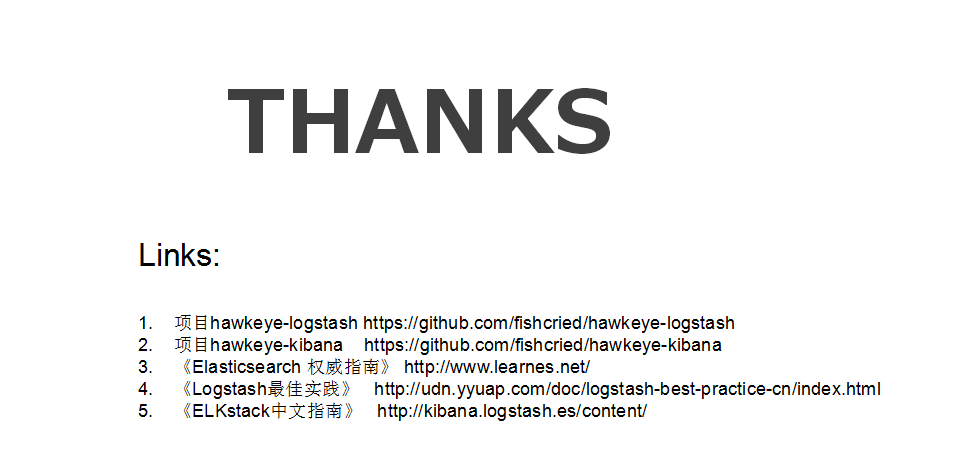 THANKS
Links:
1. 项目hawkeye-logstash https://github.com/fishcried/hawkeye-logstash
2. 项目hawkeye-kibana https://github.com/fishcried/hawkeye-kibana
3. 《Elasticsearch 权威指南》 http://www.learnes.net/
4. 《Logstash最佳实践》 http://udn.yyuap.com/doc/logstash-best-practice-cn/index.html
5. 《ELKstack中文指南》 http://kibana.logstash.es/content/